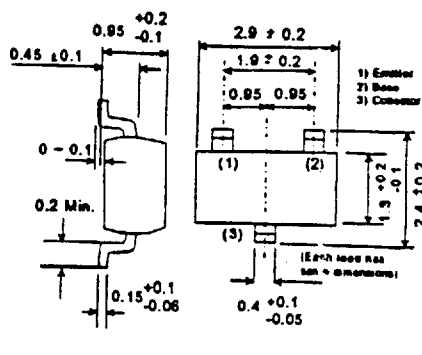 0.95 +0.2 -0.1
0.45 ±0.1
2.9 ± 0.2
1.9 ± 0.2
0.95 0.95
1) Emitter
2) Base
3) Collector
0 ~ 0.1
(1) (2)
1.3 +0.2 -0.1
2.4 ±0.2
0.2 Min.
(3)
(Each lead has
same dimensions)
0.15 +0.1 -0.06
0.4 +0.1 -0.05